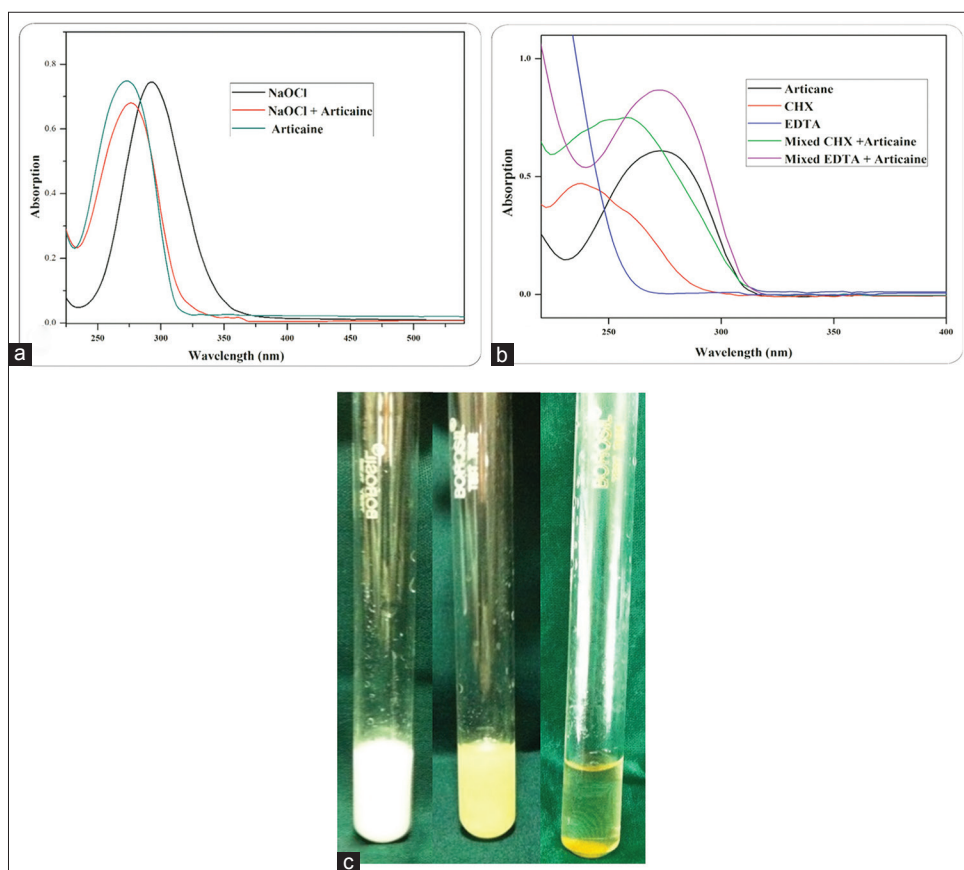 0.8
0.6
0.4
0.2
0.0
Absorption
250
300
350
400
450
500
Wavelength (nm)
NaOCl
NaOCl + Articaine
Articaine
a
1.0
0.5
0.0
Absorption
250
300
350
400
Wavelength (nm)
Articane
CHX
EDTA
Mixed CHX +Articaine
Mixed EDTA + Articaine
b
BOROSIL
BOROSIL
BOROSIL
c